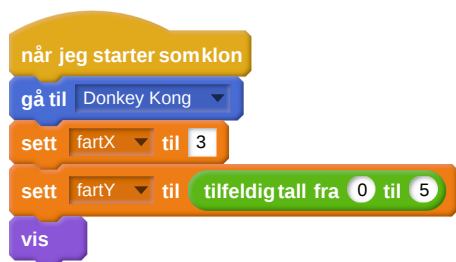 når jeg starter som klon
gå til Donkey Kong
sett fartX til 3
sett fartY til tilfeldig tall fra 0 til 5
vis